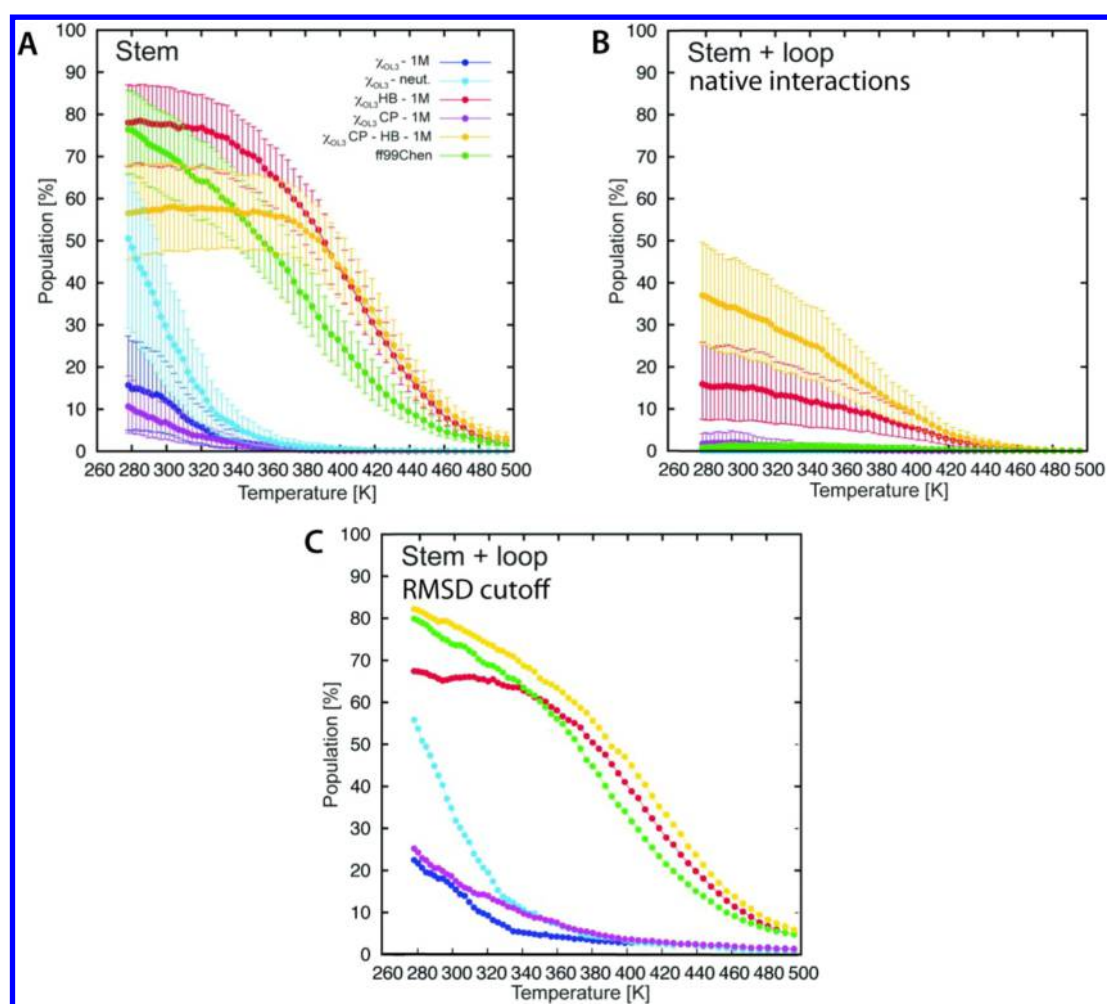 A
Stem
χOL3 - 1M
χOL3 - neut.
χOL3HB - 1M
χOL3 CP - 1M
χOL3 CP - HB - 1M
ff99Chen
Population [%]
100
90
80
70
60
50
40
30
20
10
0
260 280 300 320 340 360 380 400 420 440 460 480 500
Temperature [K]
B
Stem + loop
native interactions
Population [%]
100
90
80
70
60
50
40
30
20
10
0
260 280 300 320 340 360 380 400 420 440 460 480 500
Temperature [K]
C
Stem + loop
RMSD cutoff
Population [%]
100
90
80
70
60
50
40
30
20
10
0
260 280 300 320 340 360 380 400 420 440 460 480 500
Temperature [K]